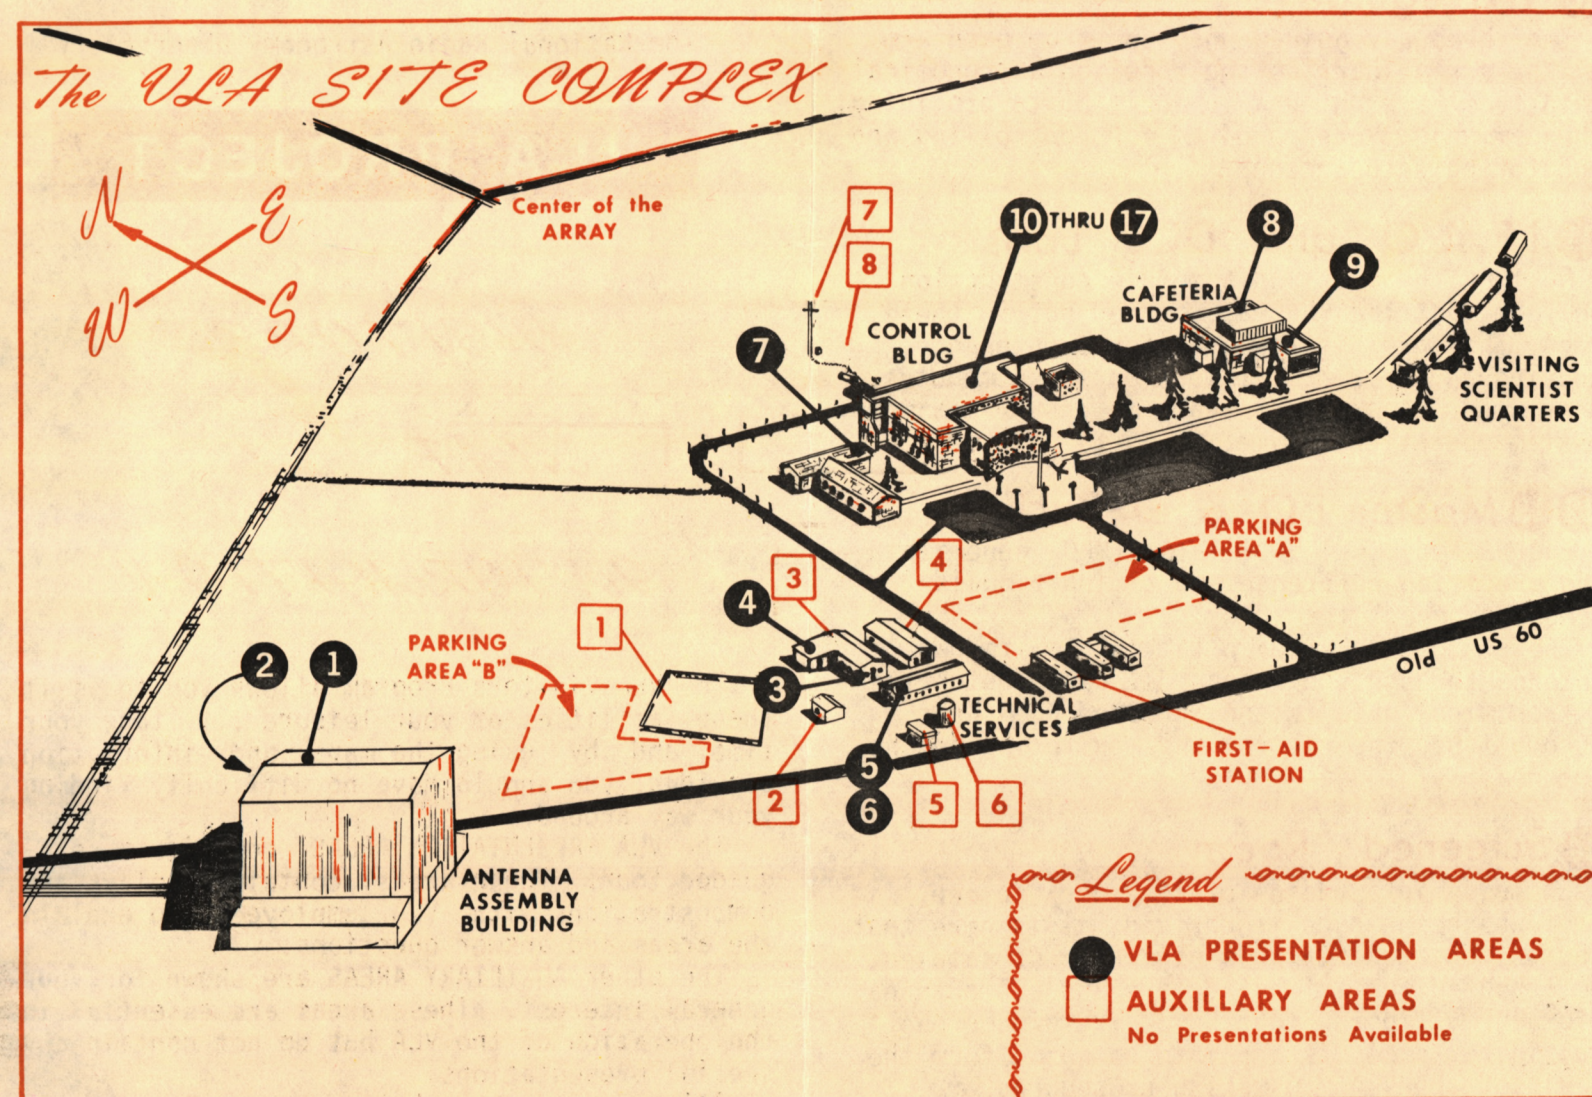 The VLA SITE COMPLEX
N
E
W
S
Center of the
ARRAY
7
8
10 THRU 17
8
9
CAFETERIA
BLDG
CONTROL
BLDG
7
VISITING
SCIENTIST
QUARTERS
PARKING
AREA "A"
4
3
4
1
PARKING
AREA "B"
2
1
3
TECHNICAL
SERVICES
Old US 60
FIRST-AID
STATION
5
6
2
5
6
ANTENNA
ASSEMBLY
BUILDING
Legend
VLA PRESENTATION AREAS
AUXILLARY AREAS
No Presentations Available